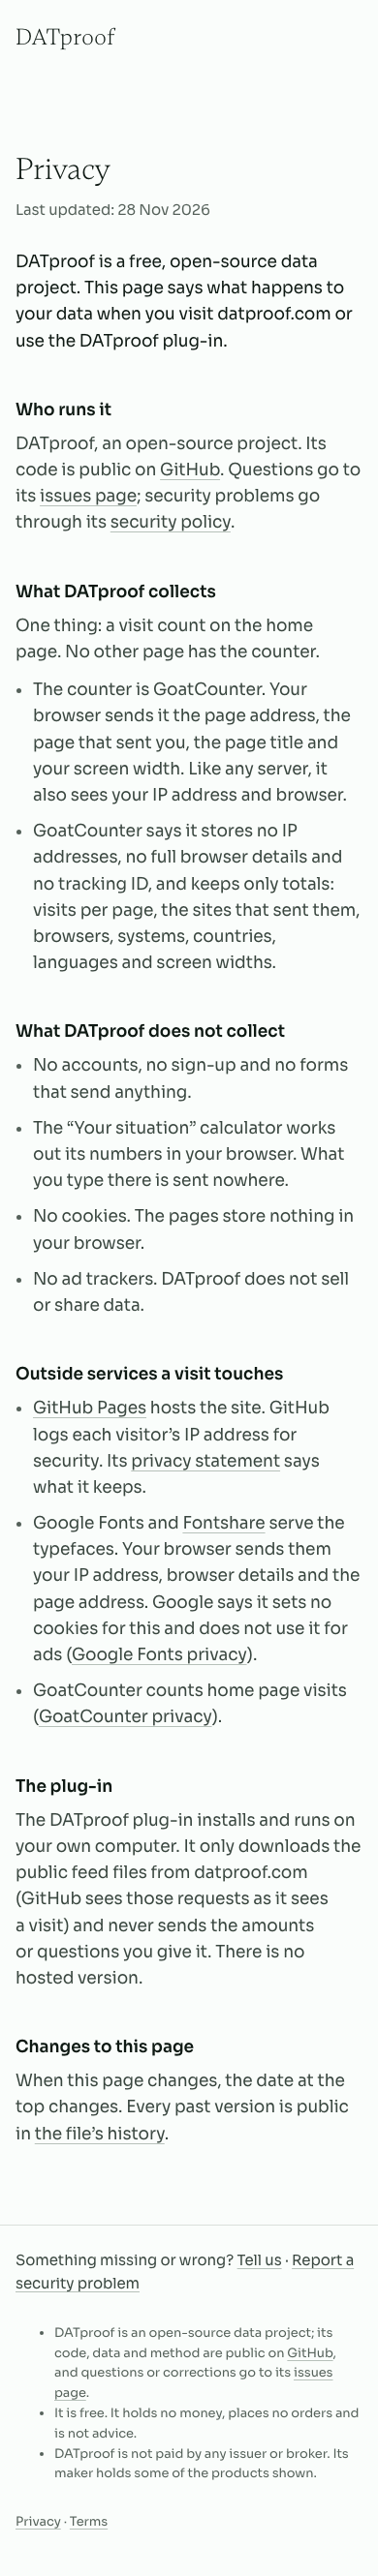 DATproof
Privacy
Last updated: 28 Nov 2026
DATproof is a free, open-source data
project. This page says what happens to
your data when you visit datproof.com or
use the DATproof plug-in.
Who runs it
DATproof, an open-source project. Its
code is public on GitHub. Questions go to
its issues page; security problems go
through its security policy.
What DATproof collects
One thing: a visit count on the home
page. No other page has the counter.
• The counter is GoatCounter. Your
browser sends it the page address, the
page that sent you, the page title and
your screen width. Like any server, it
also sees your IP address and browser.
• GoatCounter says it stores no IP
addresses, no full browser details and
no tracking ID, and keeps only totals:
visits per page, the sites that sent them,
browsers, systems, countries,
languages and screen widths.
What DATproof does not collect
• No accounts, no sign-up and no forms
that send anything.
• The “Your situation” calculator works
out its numbers in your browser. What
you type there is sent nowhere.
• No cookies. The pages store nothing in
your browser.
• No ad trackers. DATproof does not sell
or share data.
Outside services a visit touches
• GitHub Pages hosts the site. GitHub
logs each visitor’s IP address for
security. Its privacy statement says
what it keeps.
• Google Fonts and Fontshare serve the
typefaces. Your browser sends them
your IP address, browser details and the
page address. Google says it sets no
cookies for this and does not use it for
ads (Google Fonts privacy).
• GoatCounter counts home page visits
(GoatCounter privacy).
The plug-in
The DATproof plug-in installs and runs on
your own computer. It only downloads the
public feed files from datproof.com
(GitHub sees those requests as it sees
a visit) and never sends the amounts
or questions you give it. There is no
hosted version.
Changes to this page
When this page changes, the date at the
top changes. Every past version is public
in the file’s history.
Something missing or wrong? Tell us · Report a
security problem
• DATproof is an open-source data project; its
code, data and method are public on GitHub,
and questions or corrections go to its issues
page.
• It is free. It holds no money, places no orders and
is not advice.
• DATproof is not paid by any issuer or broker. Its
maker holds some of the products shown.
Privacy · Terms